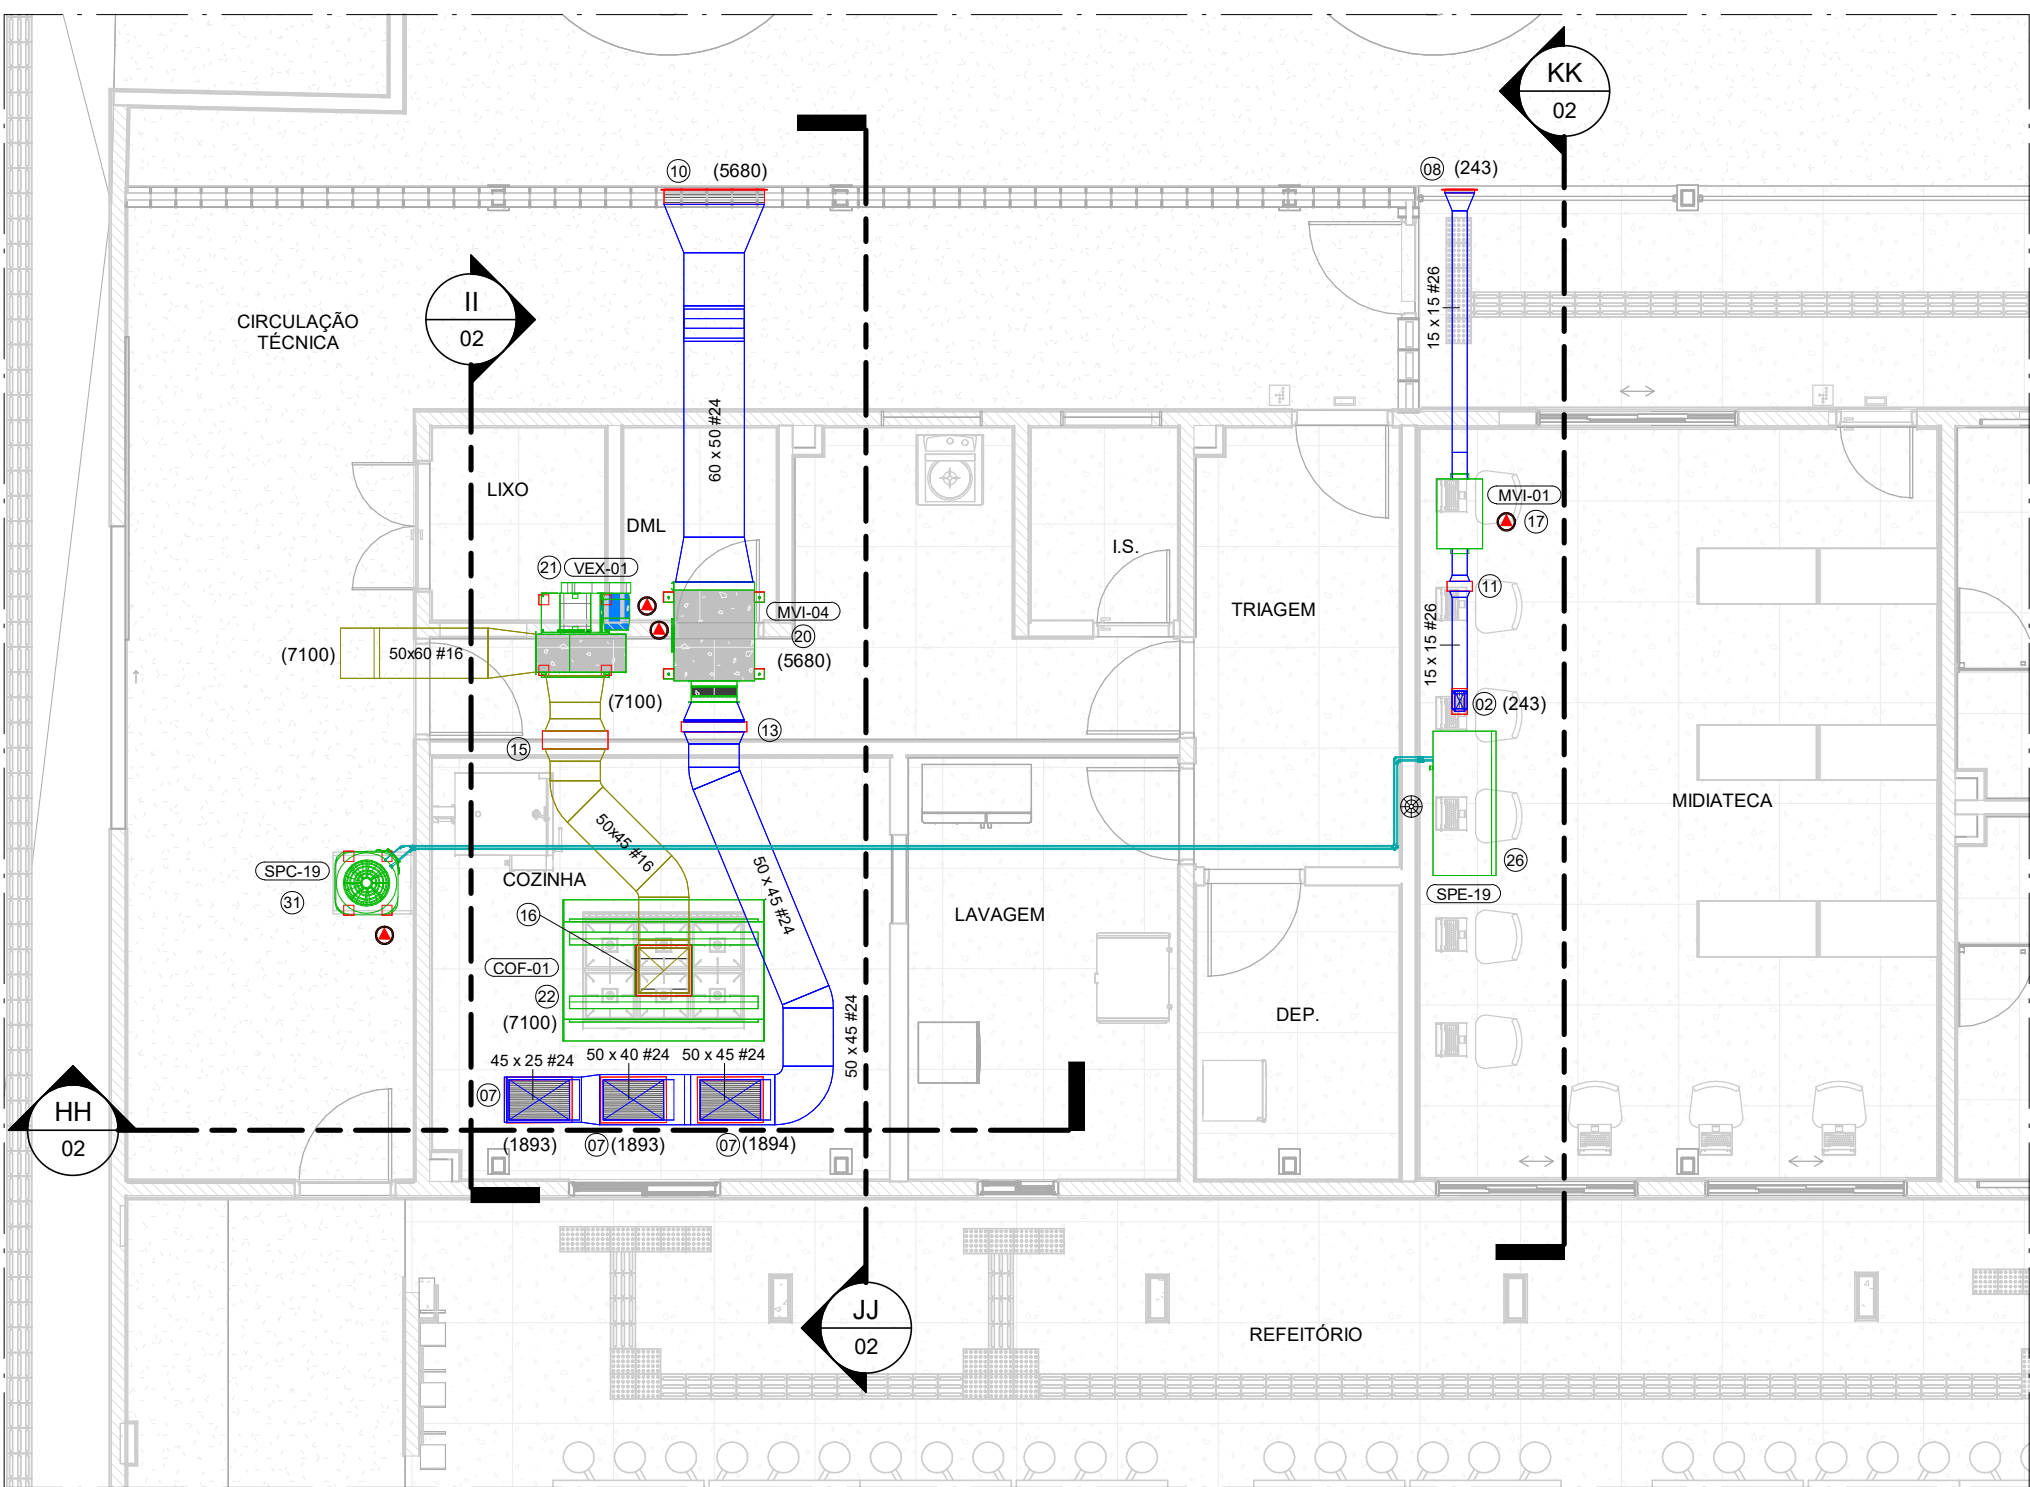 KK
02
10 (5680)
08 (243)
15 x 15 #26
II
02
CIRCULAÇÃO
TÉCNICA
60 x 50 #24
LIXO
MVI-01
17
DML
I.S.
21 VEX-01
11
MVI-04
20
(5680)
TRIAGEM
15 x 15 #26
(7100)
50x60 #16
(7100)
02 (243)
15
13
MIDIATECA
50x45 #16
50 x 45 #24
SPC-19
31
COZINHA
26
SPE-19
16
LAVAGEM
COF-01
22
(7100)
DEP.
50 x 45 #24
45 x 25 #24
50 x 40 #24
50 x 45 #24
07
HH
02
(1893)
07 (1893)
07 (1894)
JJ
02
REFEITÓRIO